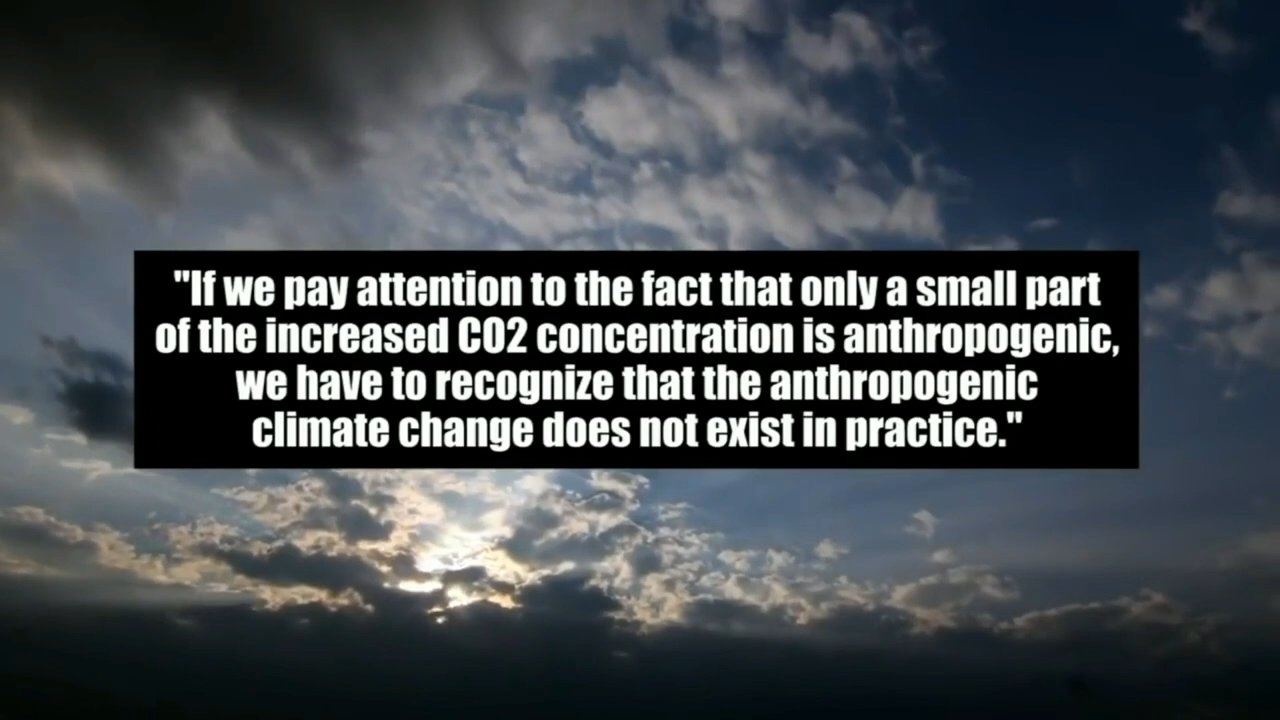 "If we pay attention to the fact that only a small part
of the increased CO2 concentration is anthropogenic,
we have to recognize that the anthropogenic
climate change does not exist in practice."